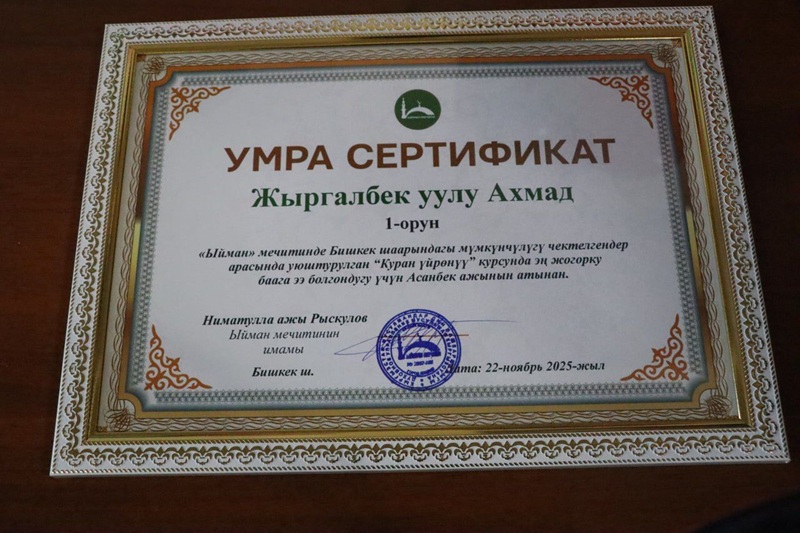 УМРА СЕРТИФИКАТ
Жыргалбек уулу Ахмад
1-орун
«Ыйман» мечитинде Бишкек шаарындагы мүмкүнчүлүгү чектелгендер
арасында уюштурулган “Куран үйрөнүү” курсунда эң жогорку
баага ээ болгондугу үчүн Асанбек ажынын атынан.
Ниматулла ажы Рыскулов
Ыйман мечитинин
имамы
Бишкек ш.
Дата: 22-ноябрь 2025-жыл